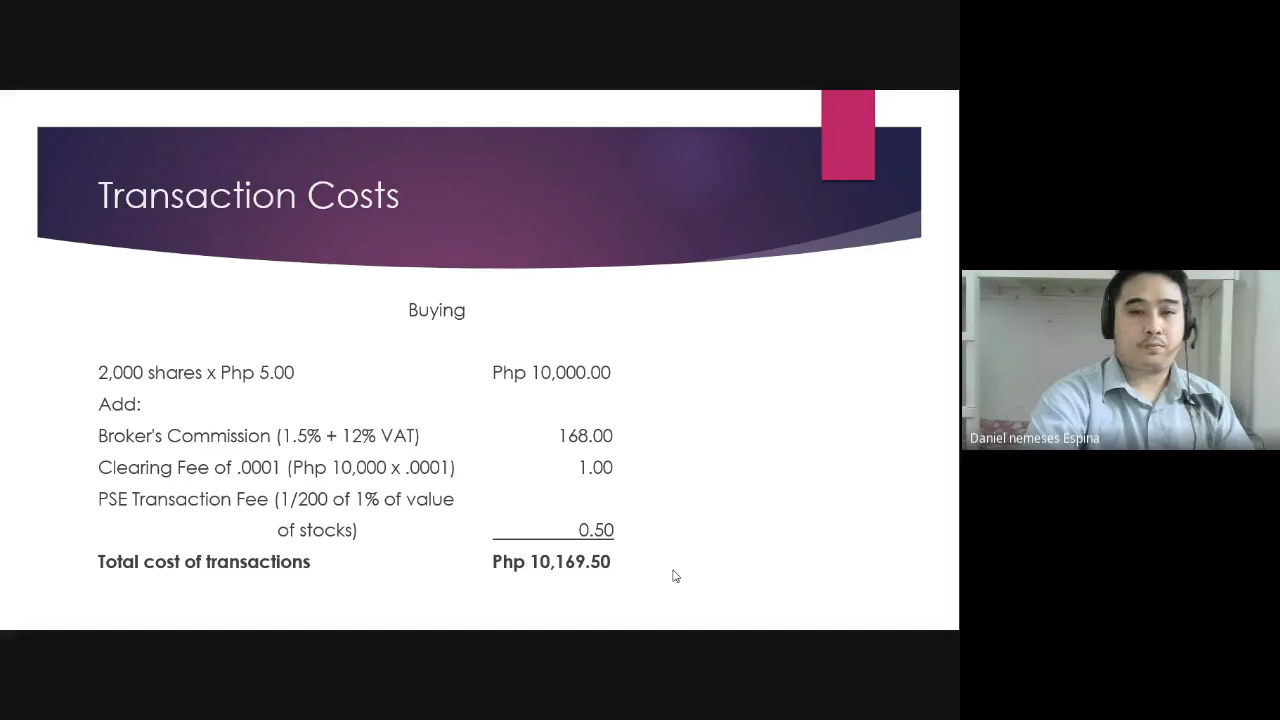 Transaction Costs
Buying
2,000 shares x Php 5.00 Php 10,000.00
Add:
Broker's Commission (1.5% + 12% VAT) 168.00
Clearing Fee of .0001 (Php 10,000 x .0001) 1.00
PSE Transaction Fee (1/200 of 1% of value
of stocks) 0.50
Total cost of transactions Php 10,169.50
Daniel nemeses Espina